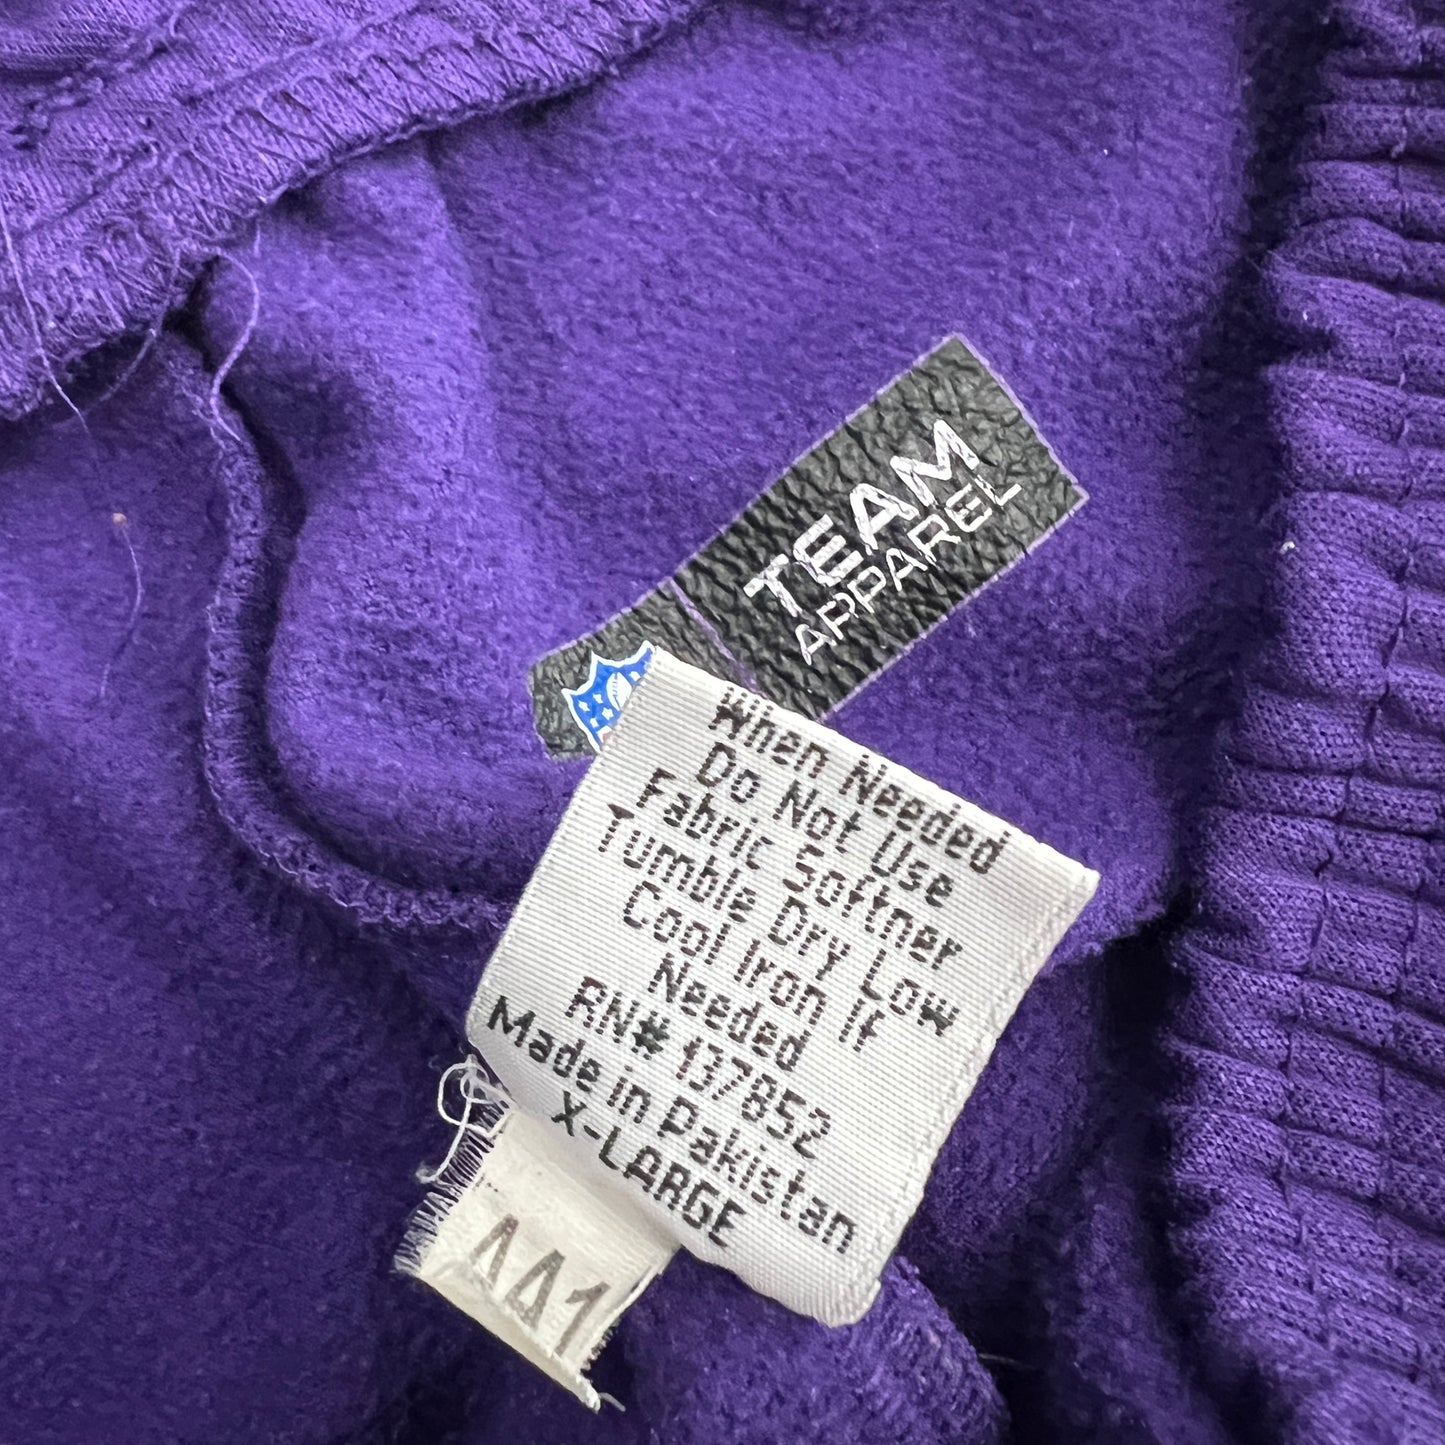 TEAM
APPAREL
When Needed
Do Not Use
Fabric Softner
Tumble Dry Low
Cool Iron If
Needed
RN# 137852
Made in Pakistan
X-LARGE